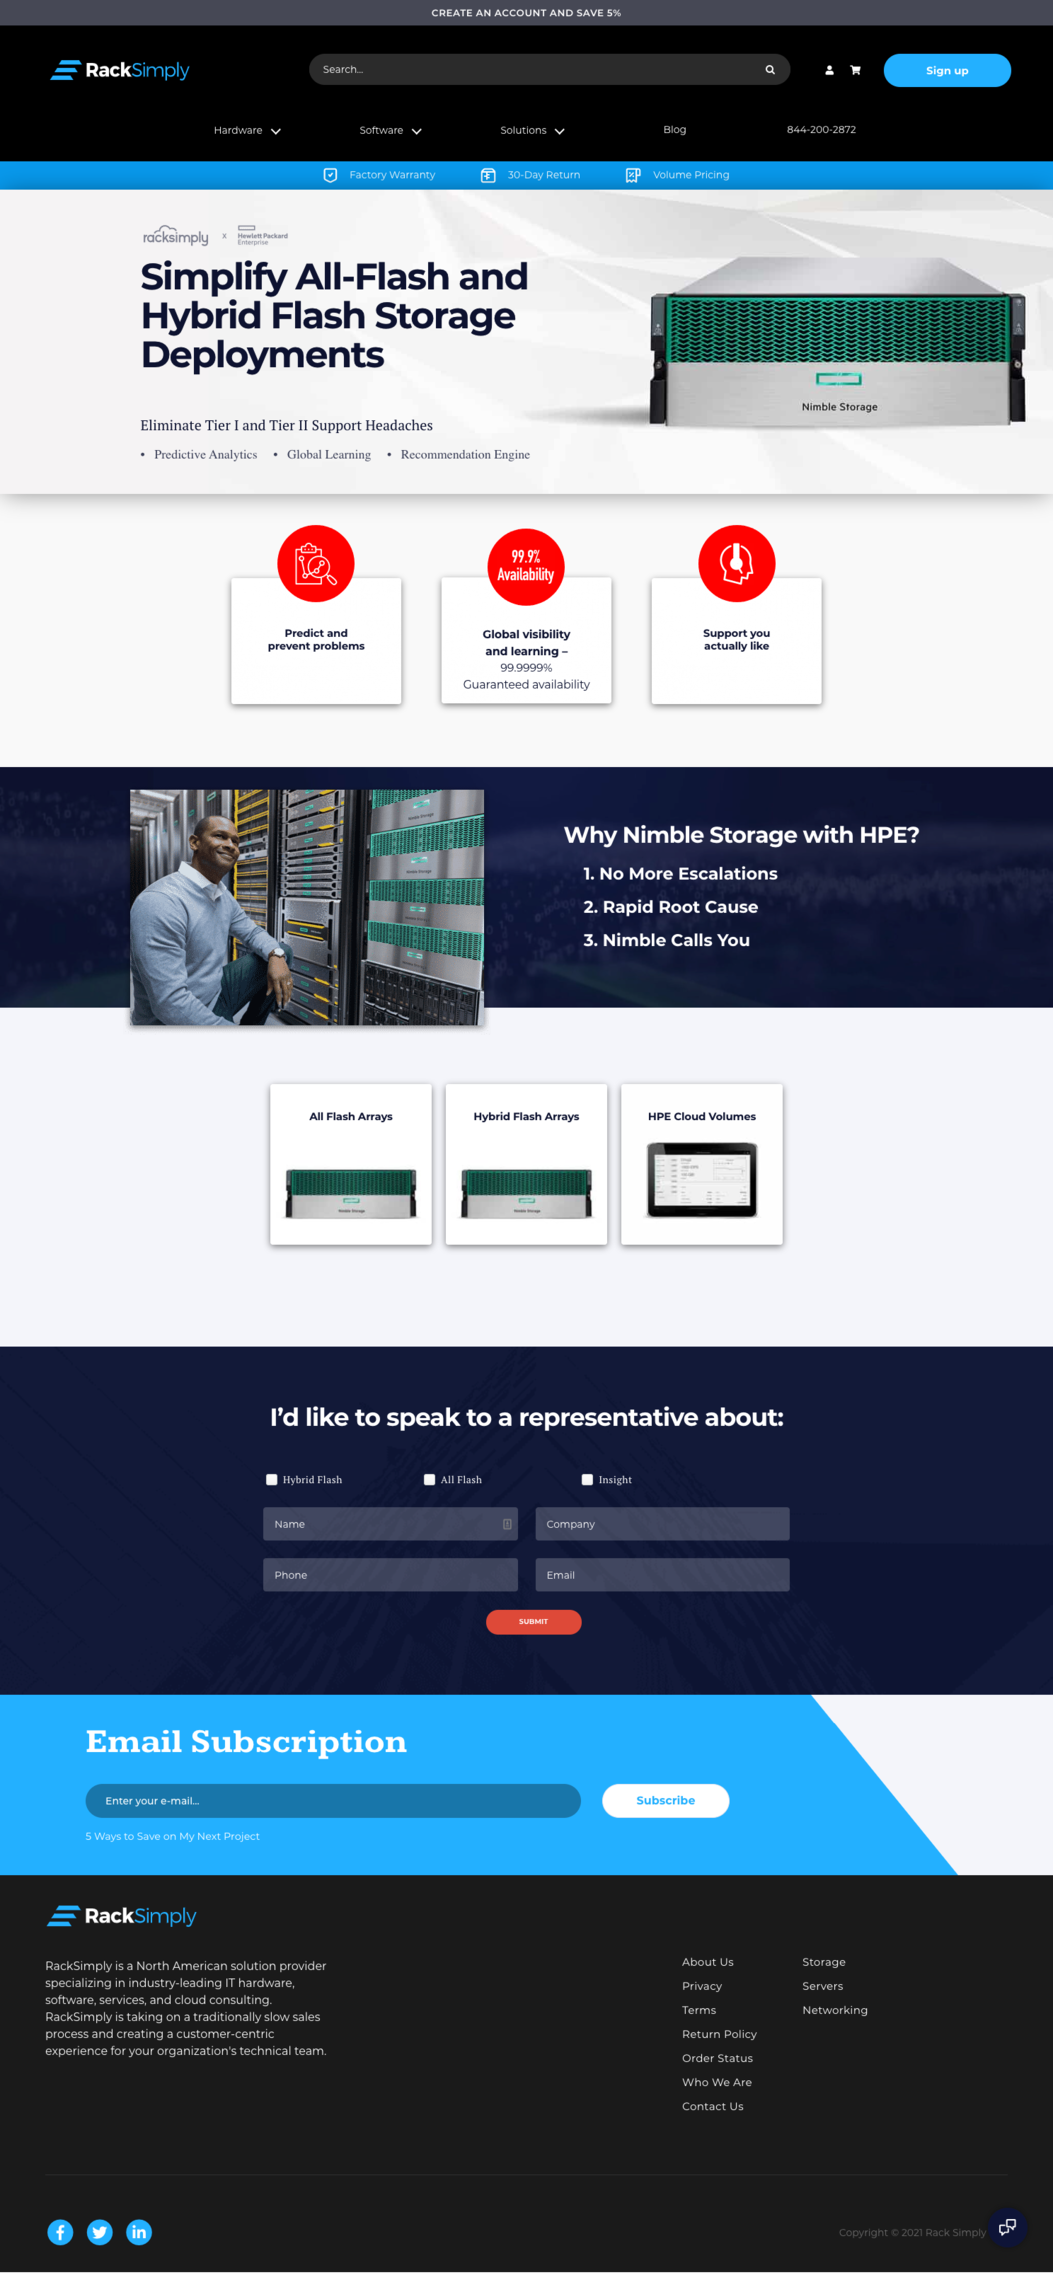 CREATE AN ACCOUNT AND SAVE 5%
RackSimply
Search...
Sign up
Hardware
Software
Solutions
Blog
844-200-2872
Factory Warranty
30-Day Return
Volume Pricing
racksimply x Hewlett Packard
Enterprise
Simplify All-Flash and
Hybrid Flash Storage
Deployments
Nimble Storage
Eliminate Tier I and Tier II Support Headaches
• Predictive Analytics • Global Learning • Recommendation Engine
Predict and
prevent problems
99.9%
Availability
Global visibility
and learning –
99.9999%
Guaranteed availability
Support you
actually like
Why Nimble Storage with HPE?
1. No More Escalations
2. Rapid Root Cause
3. Nimble Calls You
All Flash Arrays
Nimble Storage
Hybrid Flash Arrays
Nimble Storage
HPE Cloud Volumes
I'd like to speak to a representative about:
Hybrid Flash
All Flash
Insight
Name
Company
Phone
Email
SUBMIT
Email Subscription
Enter your e-mail...
Subscribe
5 Ways to Save on My Next Project
RackSimply
RackSimply is a North American solution provider
specializing in industry-leading IT hardware,
software, services, and cloud consulting.
RackSimply is taking on a traditionally slow sales
process and creating a customer-centric
experience for your organization's technical team.
About Us
Privacy
Terms
Return Policy
Order Status
Who We Are
Contact Us
Storage
Servers
Networking
Copyright © 2021 Rack Simply